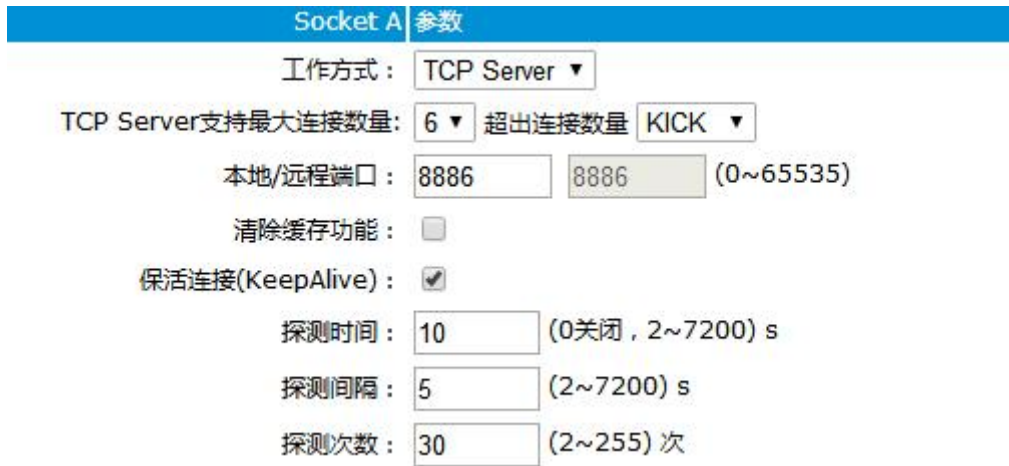 Socket A 参数
工作方式： TCP Server
TCP Server支持最大连接数量: 6 超出连接数量 KICK
本地/远程端口： 8886 8886 (0~65535)
清除缓存功能：
保活连接(KeepAlive)：
探测时间： 10 (0关闭，2~7200) s
探测间隔： 5 (2~7200) s
探测次数： 30 (2~255) 次